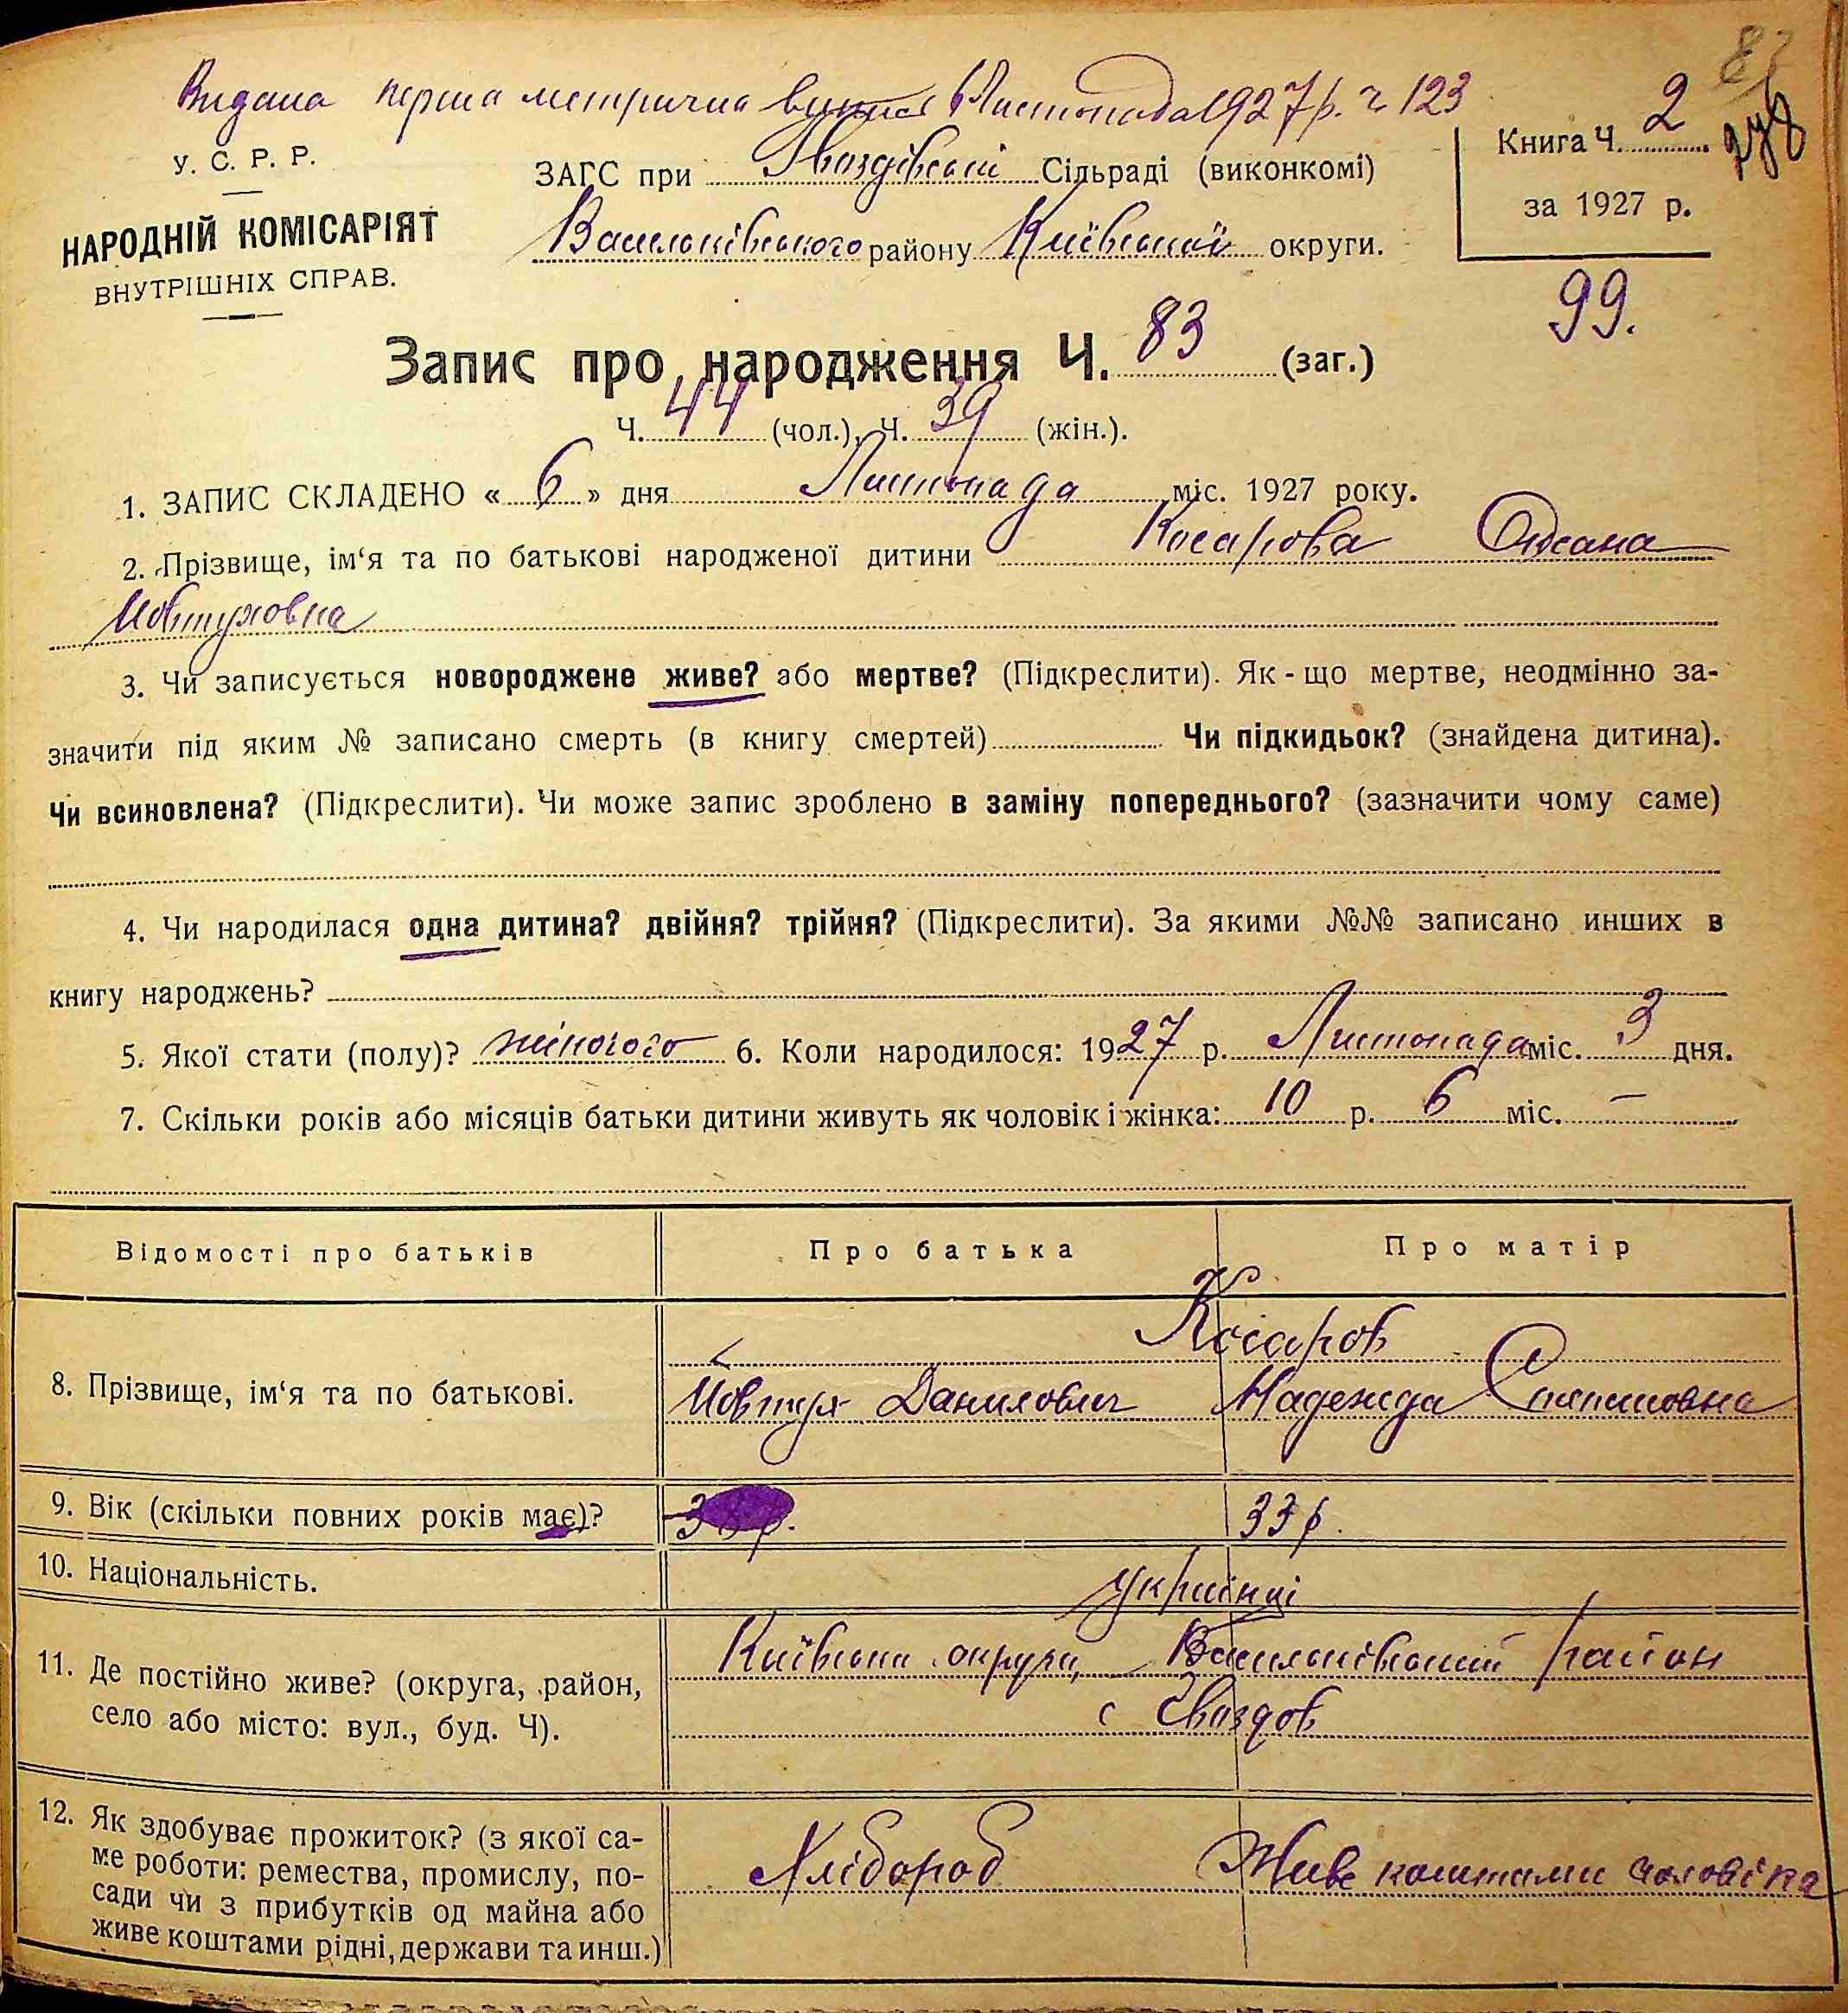 Видана перша метрична випись 6 Листопада 1927 р. ч 123
У. С. Р. Р.
НАРОДНІЙ КОМІСАРІЯТ
ВНУТРІШНІХ СПРАВ.
ЗАГС при Гвоздівській Сільраді (виконкомі)
Васильківського району Київської округи.
Книга Ч. 2
за 1927 р.
99.
Запис про народження Ч. 83 (заг.)
Ч. 44 (чол.), Ч. 39 (жін.).
1. ЗАПИС СКЛАДЕНО « 6 » дня Листопада міс. 1927 року.
2. Прізвище, ім‘я та по батькові народженої дитини Косарова Оксана
Мовтуховна
3. Чи записується новороджене живе? або мертве? (Підкреслити). Як - що мертве, неодмінно за-
значити під яким № записано смерть (в книгу смертей) Чи підкидьок? (знайдена дитина).
Чи всиновлена? (Підкреслити). Чи може запис зроблено в заміну попереднього? (зазначити чому саме)
4. Чи народилася одна дитина? двійня? трійня? (Підкреслити). За якими №№ записано инших в
книгу народжень?
5. Якої стати (полу)? жіночого 6. Коли народилося: 1927 р. Листопада міс. 3 дня.
7. Скільки років або місяців батьки дитини живуть як чоловік і жінка: 10 р. 6 міс. —
Відомості про батьків Про батька Про матір
Косаров
8. Прізвище, ім‘я та по батькові. Мовтух Данилович Надежда Степановна
9. Вік (скільки повних років має)? 33 р.
10. Національність. українці
11. Де постійно живе? (округа, район,
село або місто: вул., буд. Ч).
Київська округа, Васильківський район
с Гвоздов
12. Як здобуває прожиток? (з якої са-
ме роботи: ремества, промислу, по-
сади чи з прибутків од майна або
живе коштами рідні, держави та инш.)
Хлібороб Живе коштами чоловіка